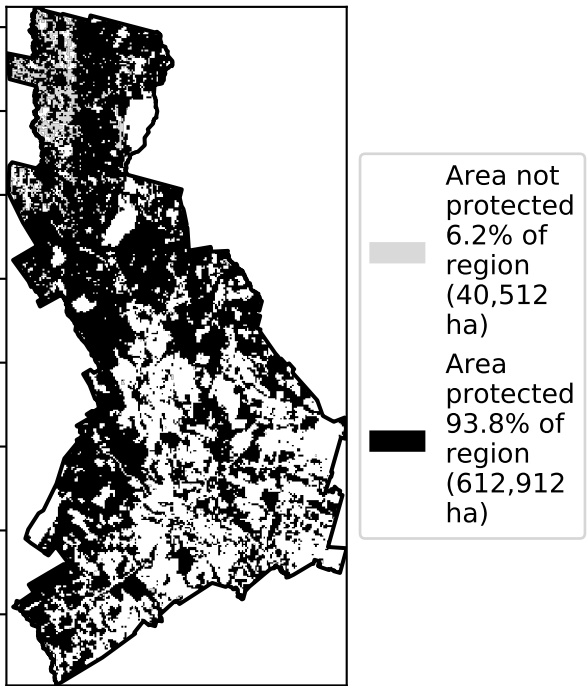 Area not
protected
6.2% of
region
(40,512
ha)
Area
protected
93.8% of
region
(612,912
ha)